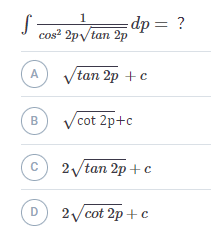 ∫ 1 / (cos² 2p√(tan 2p)) dp = ?
A √(tan 2p) + c
B √(cot 2p)+c
C 2√(tan 2p) + c
D 2√(cot 2p) + c